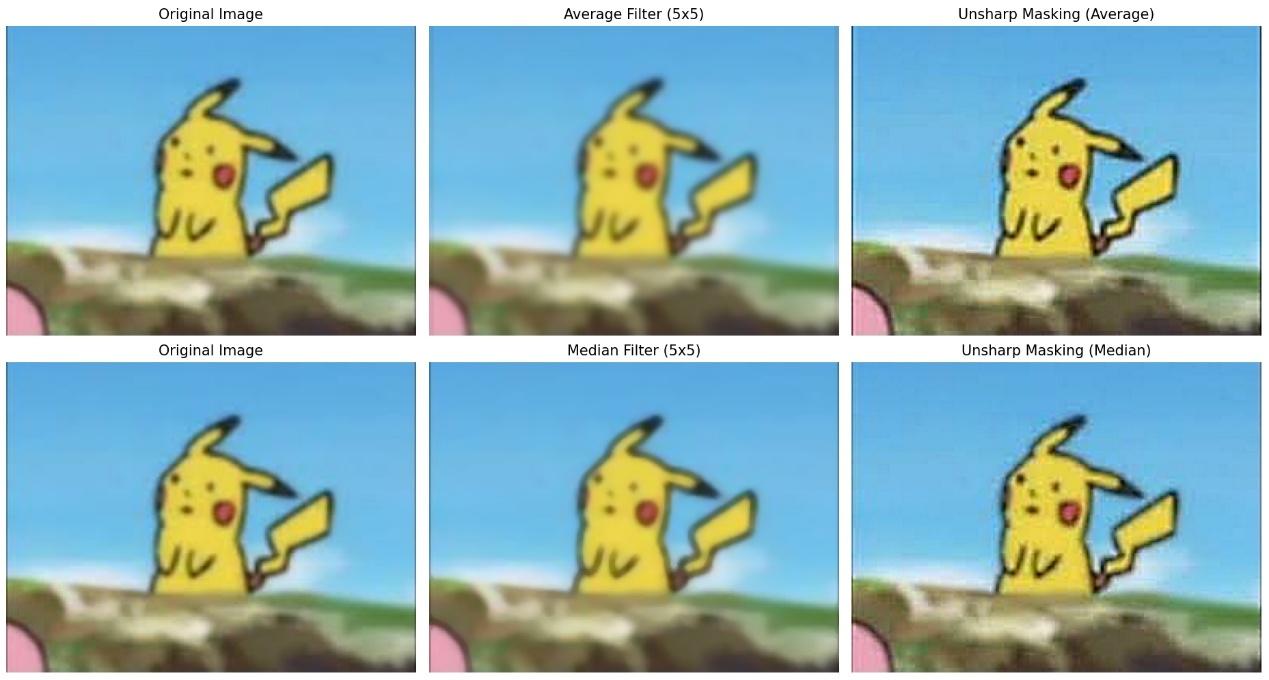 Original Image
Average Filter (5x5)
Unsharp Masking (Average)
Original Image
Median Filter (5x5)
Unsharp Masking (Median)